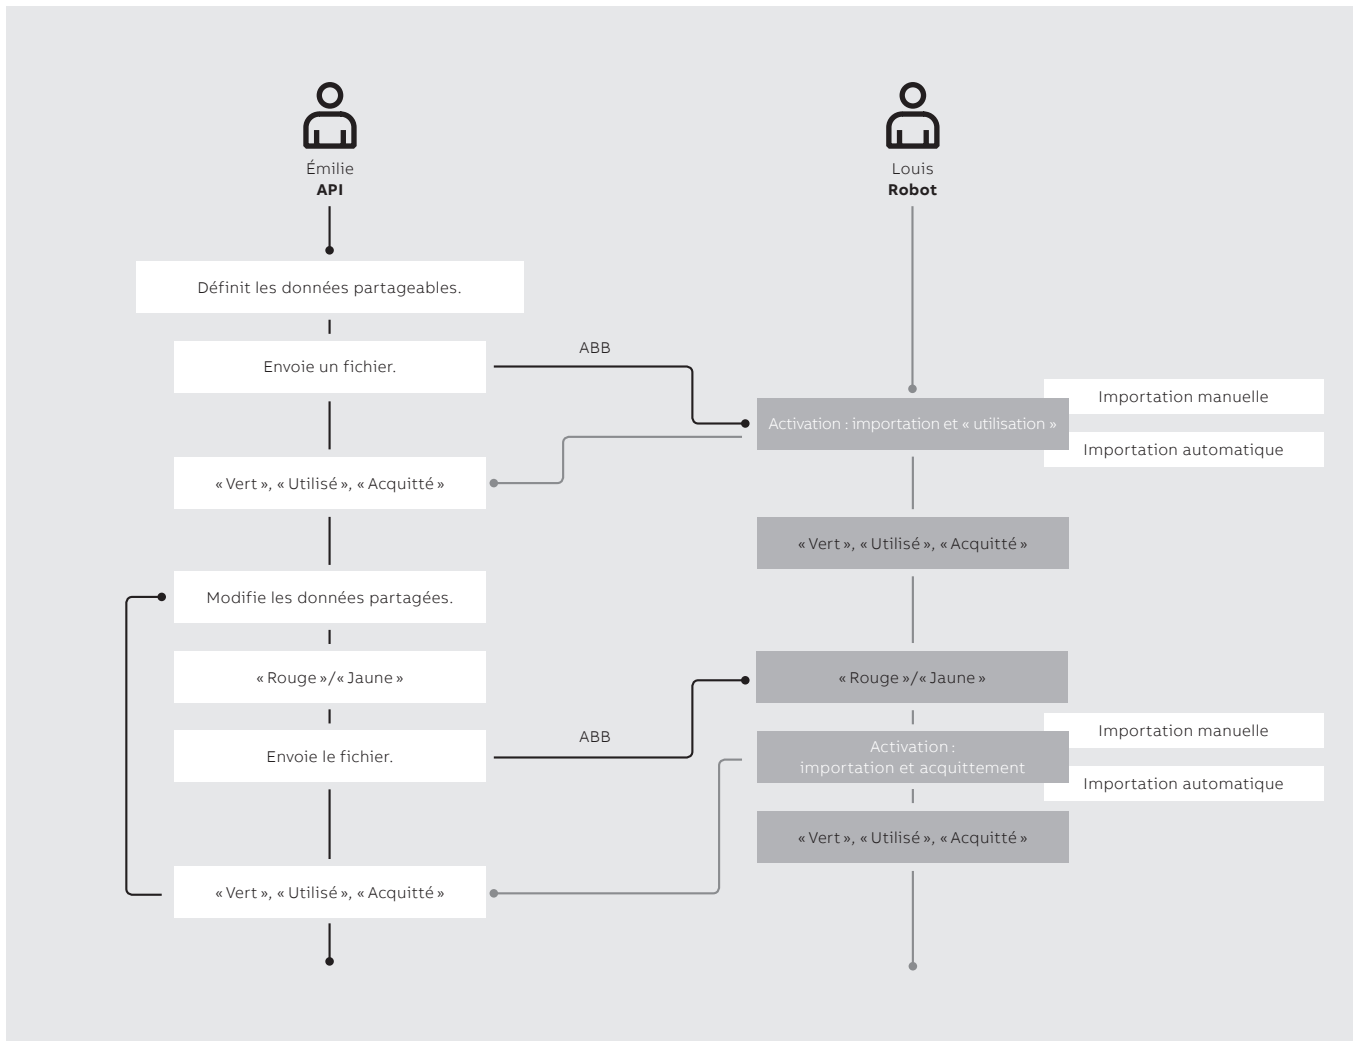 Émilie
API
Louis
Robot
Définit les données partageables.
Envoie un fichier.
ABB
Activation : importation et « utilisation »
Importation manuelle
Importation automatique
« Vert », « Utilisé », « Acquitté »
« Vert », « Utilisé », « Acquitté »
Modifie les données partagées.
« Rouge »/« Jaune »
« Rouge »/« Jaune »
Envoie le fichier.
ABB
Activation :
importation et acquittement
Importation manuelle
Importation automatique
« Vert », « Utilisé », « Acquitté »
« Vert », « Utilisé », « Acquitté »